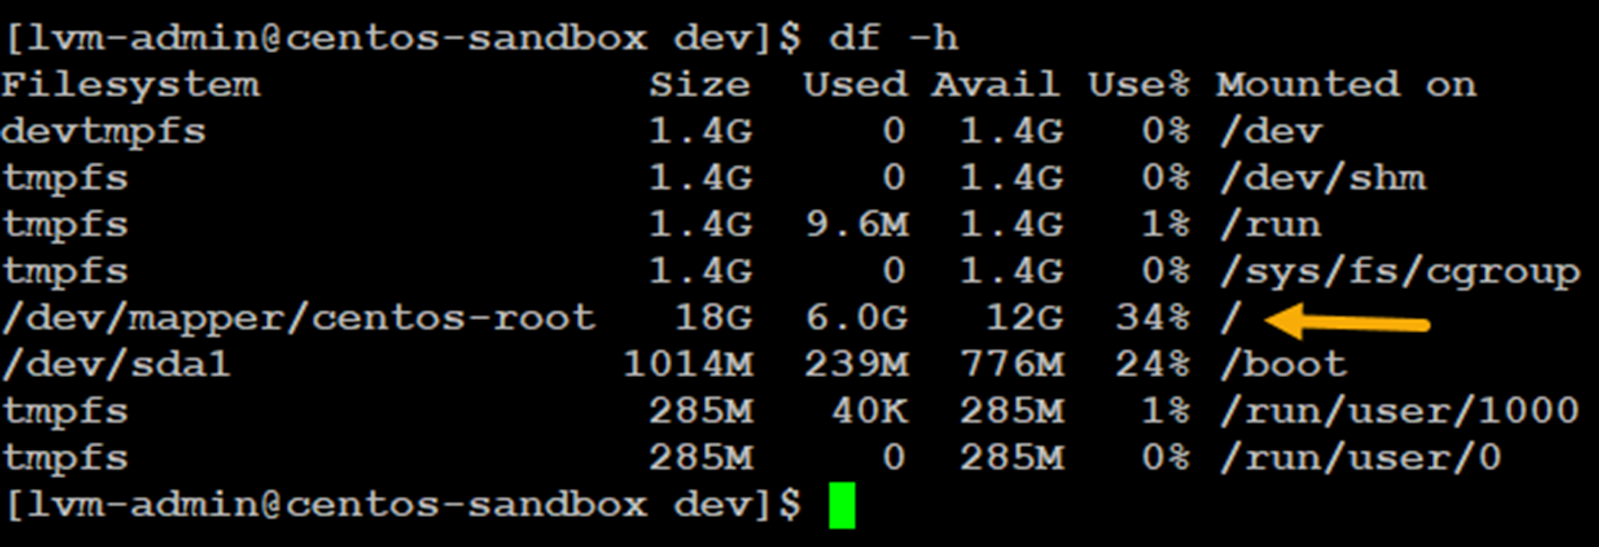 [lvm-admin@centos-sandbox dev]$ df -h
Filesystem Size Used Avail Use% Mounted on
devtmpfs 1.4G 0 1.4G 0% /dev
tmpfs 1.4G 0 1.4G 0% /dev/shm
tmpfs 1.4G 9.6M 1.4G 1% /run
tmpfs 1.4G 0 1.4G 0% /sys/fs/cgroup
/dev/mapper/centos-root 18G 6.0G 12G 34% /
/dev/sda1 1014M 239M 776M 24% /boot
tmpfs 285M 40K 285M 1% /run/user/1000
tmpfs 285M 0 285M 0% /run/user/0
[lvm-admin@centos-sandbox dev]$